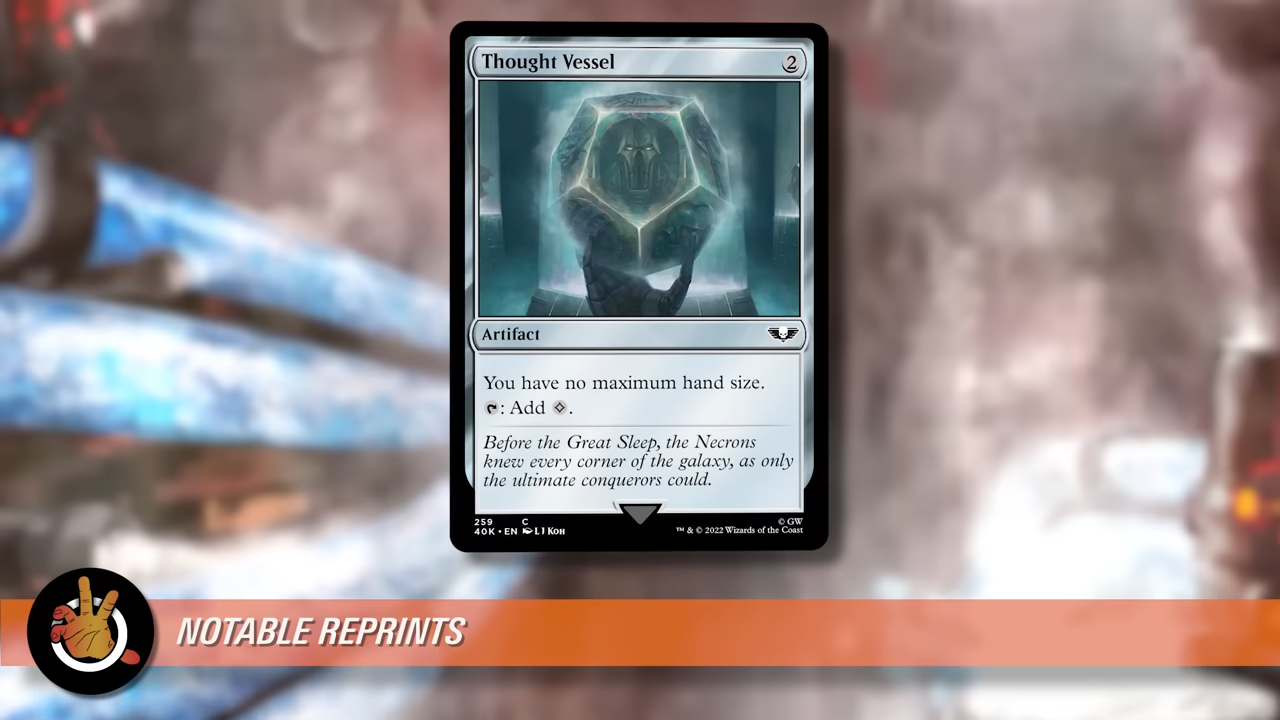 Thought Vessel 2
Artifact
You have no maximum hand size.
: Add .
Before the Great Sleep, the Necrons
knew every corner of the galaxy, as only
the ultimate conquerors could.
259 C
40K • EN LJ Koh
© GW
™ & © 2022 Wizards of the Coast
NOTABLE REPRINTS